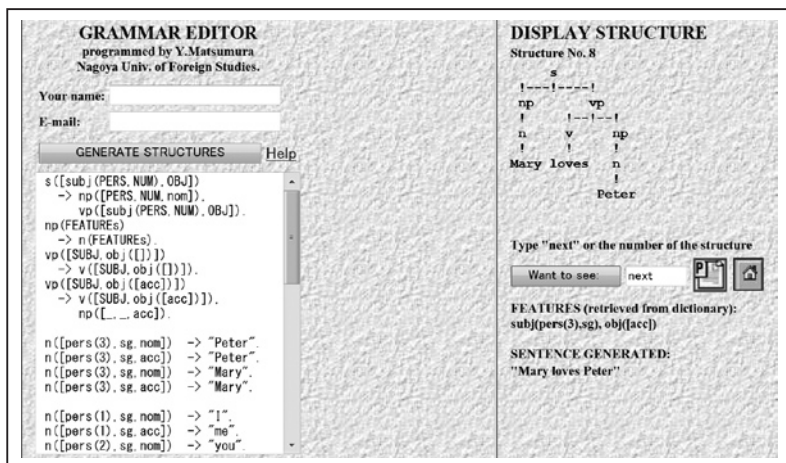 GRAMMAR EDITOR
programmed by Y.Matsumura
Nagoya Univ. of Foreign Studies.
Your name:
E-mail:
GENERATE STRUCTURES Help
s([subj(PERS,NUM),OBJ])
-> np([PERS,NUM,nom]),
vp([subj(PERS,NUM),OBJ]).
np(FEATUREs)
-> n(FEATUREs).
vp([SUBJ,obj([])])
-> v([SUBJ,obj([])]).
vp([SUBJ,obj([acc])])
-> v([SUBJ,obj([acc])]),
np([_,_,acc]).
n([pers(3),sg,nom]) -> "Peter".
n([pers(3),sg,acc]) -> "Peter".
n([pers(3),sg,nom]) -> "Mary".
n([pers(3),sg,acc]) -> "Mary".
n([pers(1),sg,nom]) -> "I".
n([pers(1),sg,acc]) -> "me".
n([pers(2),sg,nom]) -> "you".
DISPLAY STRUCTURE
Structure No. 8
s
!---!----!
np vp
! !--!--!
n v np
! ! !
Mary loves n
!
Peter
Type "next" or the number of the structure
Want to see: next P
FEATURES (retrieved from dictionary):
subj(pers(3),sg), obj([acc])
SENTENCE GENERATED:
"Mary loves Peter"